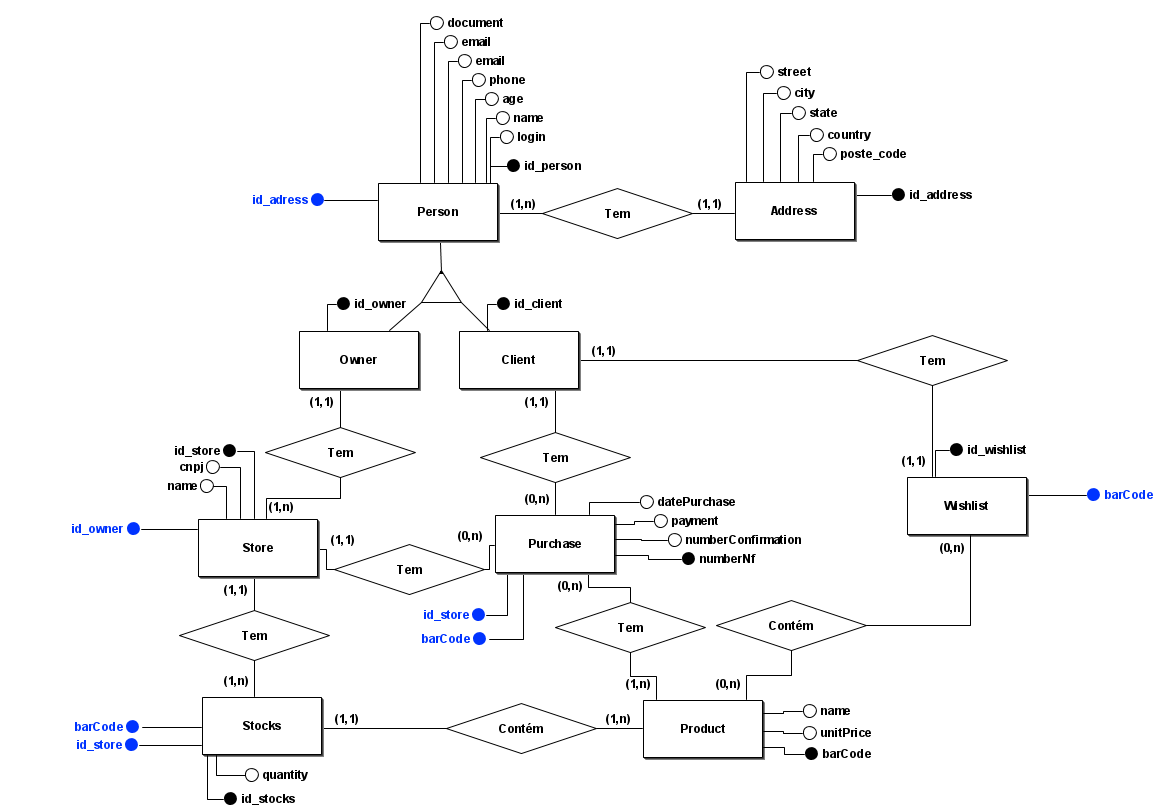 document
email
email
phone
age
name
login
id_person
street
city
state
country
poste_code
id_adress
Person
(1,n)
Tem
(1,1)
Address
id_address
id_owner
id_client
Owner
Client
(1,1)
Tem
(1,1)
(1,1)
Tem
Tem
id_store
cnpj
name
(1,n)
(0,n)
(1,1)
id_wishlist
barCode
Wishlist
id_owner
Store
(1,1)
Tem
(0,n)
Purchase
datePurchase
payment
numberConfirmation
numberNf
(1,1)
(0,n)
(0,n)
id_store
barCode
Tem
Tem
Contém
(1,n)
(1,n)
(0,n)
barCode
id_store
Stocks
(1,1)
Contém
(1,n)
Product
name
unitPrice
barCode
quantity
id_stocks